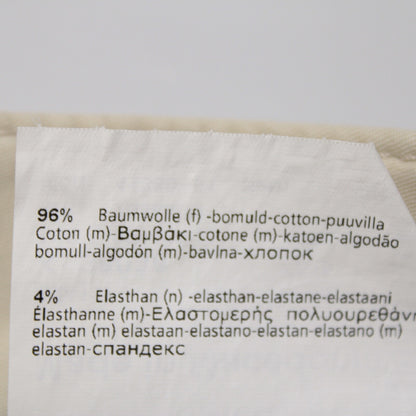 96% Baumwolle (f) -bomuld-cotton-puuvilla
Coton (m)-Βαμβάκι-cotone (m)-katoen-algodão
bomull-algodón (m)-bavlna-хлопок
4% Elasthan (n) -elasthan-elastane-elastaani
Élasthanne (m)-Ελαστομερής πολυουρεθάνη
elastan (m) elastaan-elastano-elastan-elastano (m)
elastan-спандекс